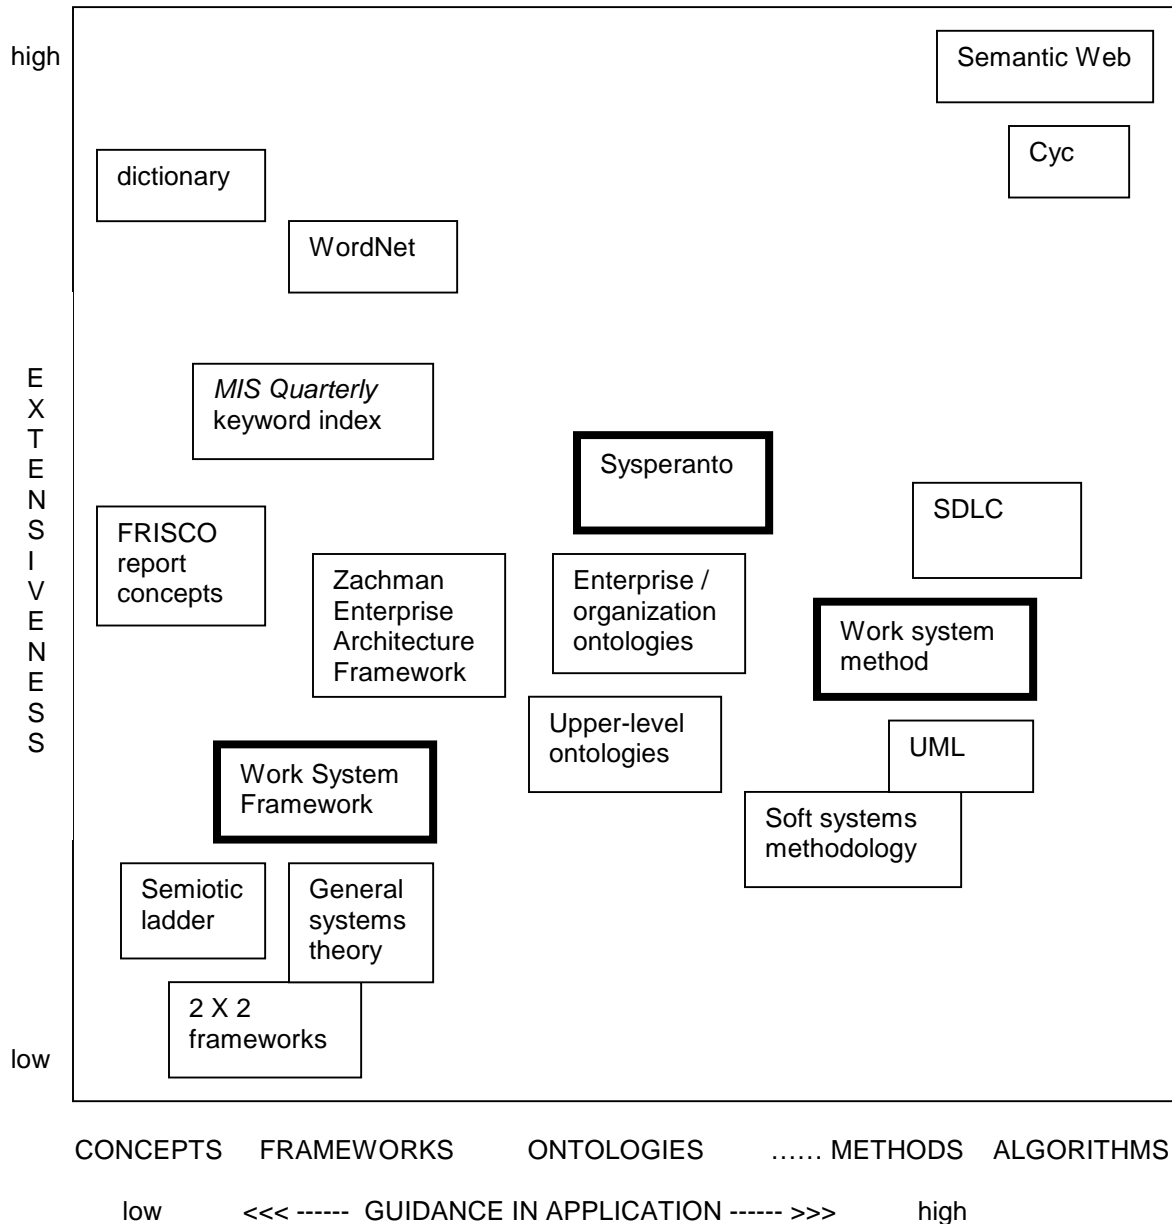 high
Semantic Web
Cyc
dictionary
WordNet
E
X
T
E
N
S
I
V
E
N
E
S
S
MIS Quarterly
keyword index
Sysperanto
SDLC
FRISCO
report
concepts
Zachman
Enterprise
Architecture
Framework
Enterprise /
organization
ontologies
Work system
method
Upper-level
ontologies
UML
Work System
Framework
Soft systems
methodology
Semiotic
ladder
General
systems
theory
2 X 2
frameworks
low
CONCEPTS FRAMEWORKS ONTOLOGIES …… METHODS ALGORITHMS
low <<< ------ GUIDANCE IN APPLICATION ------ >>> high